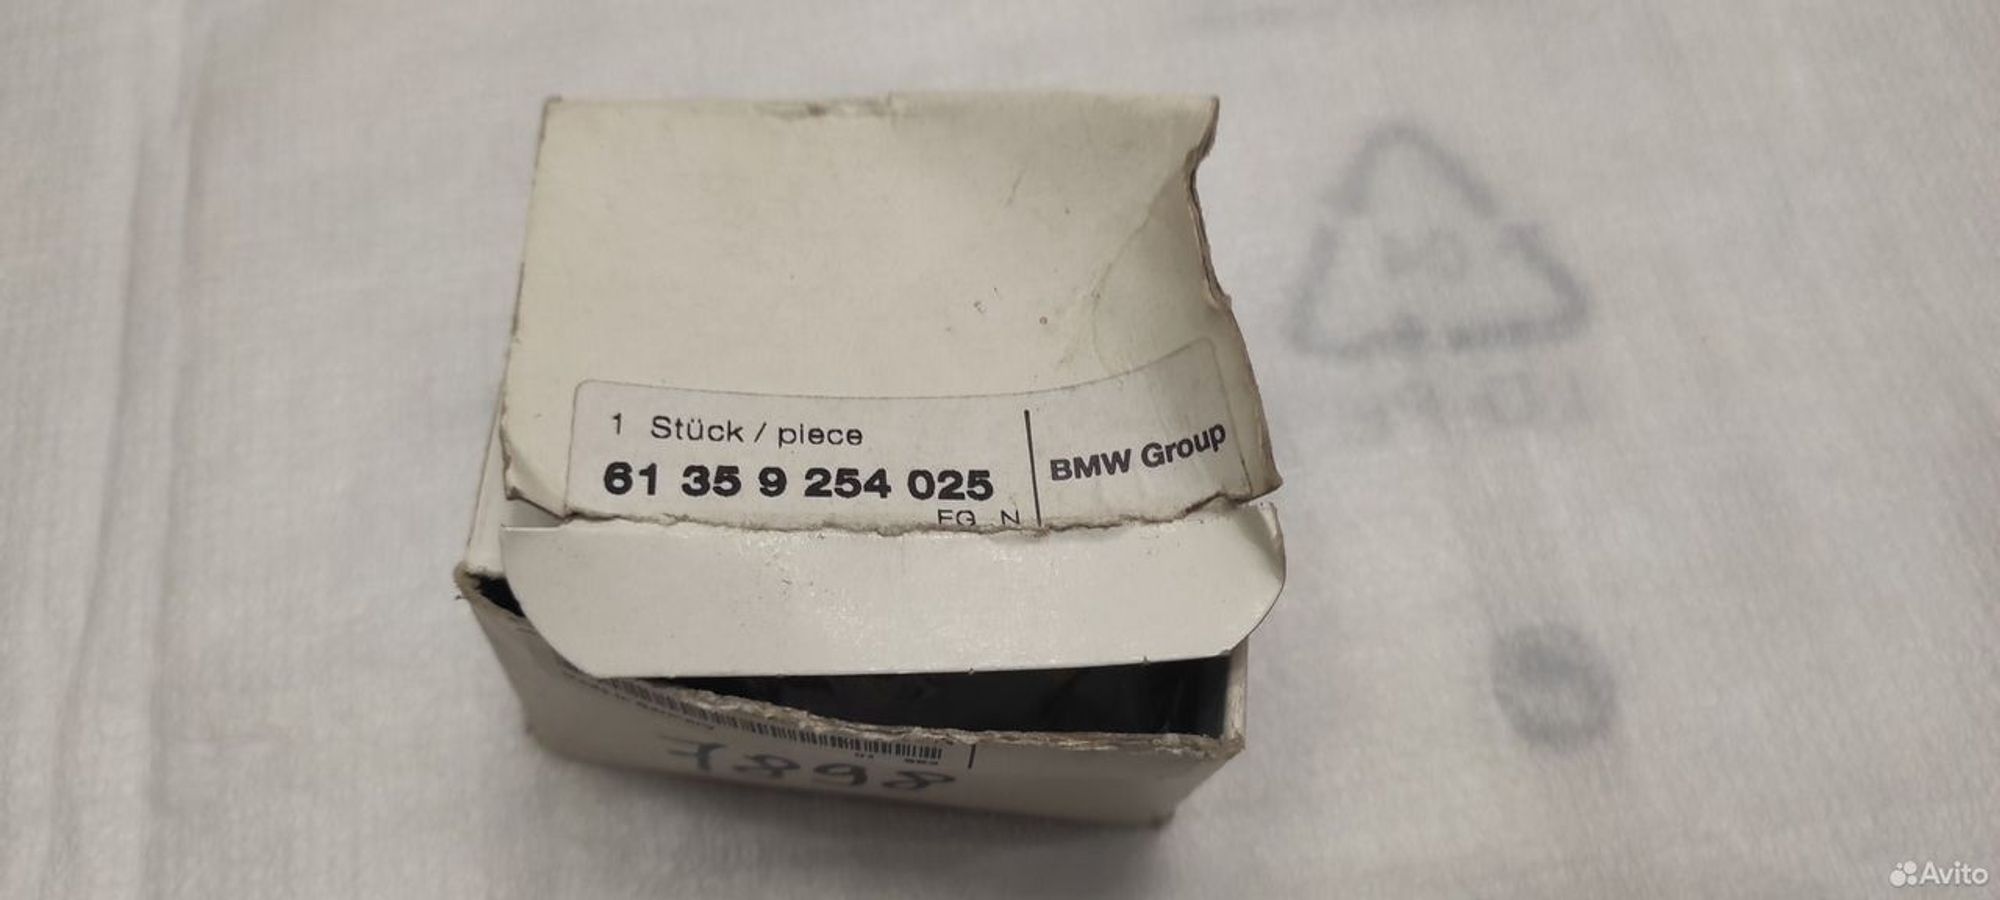 1 Stück / piece
61 35 9 254 025
BMW Group
EG N
7898
Avito